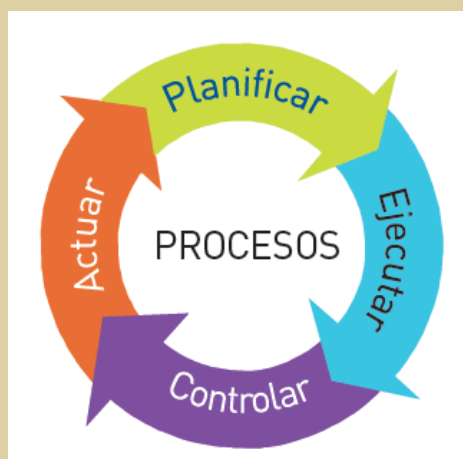 Planificar
Ejecutar
Controlar
Actuar
PROCESOS